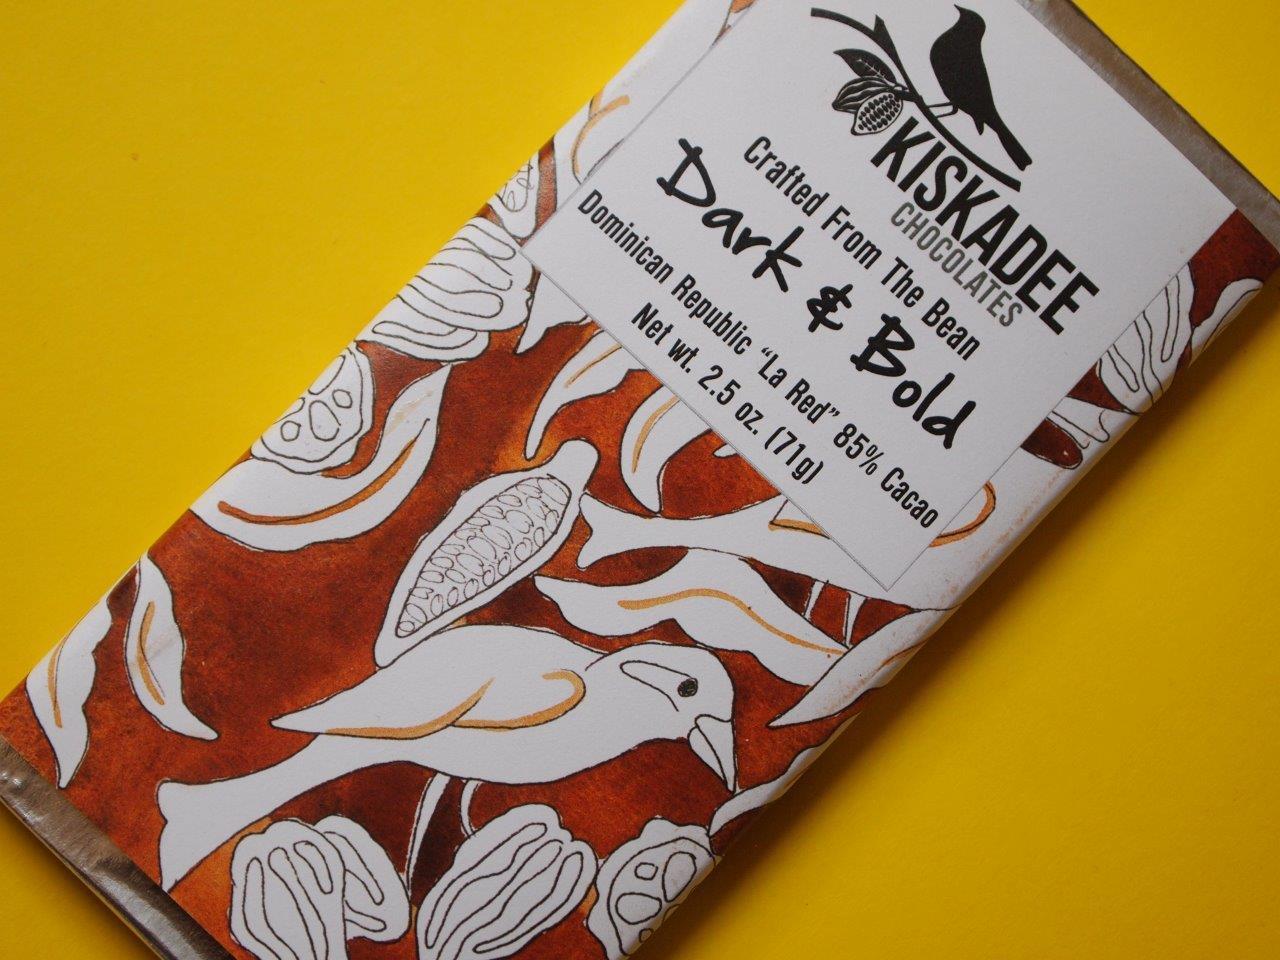 KISKADEE
CHOCOLATES
Crafted From The Bean
Dark & Bold
Dominican Republic “La Red” 85% Cacao
Net wt. 2.5 oz. (71g)